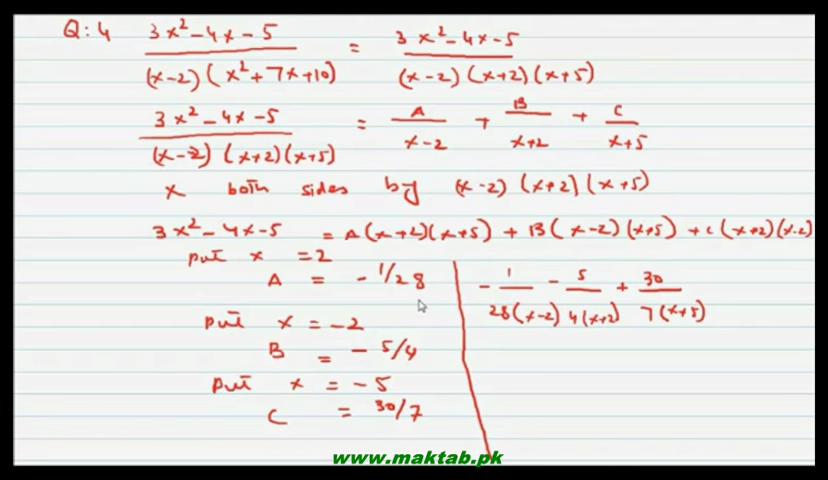 Q:4 3x²-4x-5 / (x-2)(x²+7x+10) = 3x²-4x-5 / (x-2)(x+2)(x+5)
3x²-4x-5 / (x-2)(x+2)(x+5) = A / x-2 + B / x+2 + C / x+5
x both sides by (x-2)(x+2)(x+5)
3x²-4x-5 = A(x+2)(x+5) + B(x-2)(x+5) + C(x+2)(x-2)
put x = 2
A = -1/28
put x = -2
B = -5/4
put x = -5
C = 30/7
- 1 / 28(x-2) - 5 / 4(x+2) + 30 / 7(x+5)
www.maktab.pk